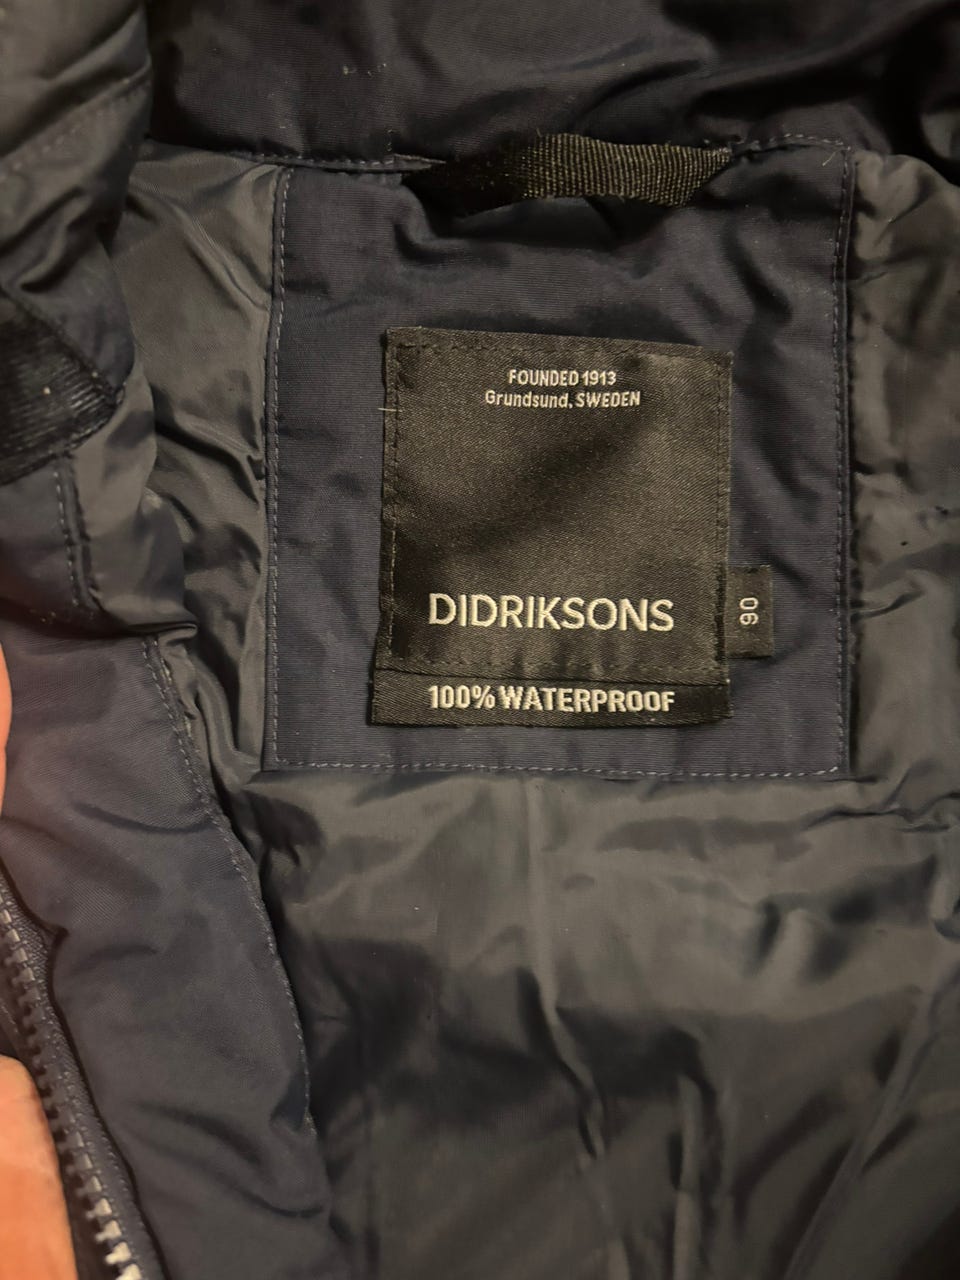 FOUNDED 1913
Grundsund, SWEDEN
DIDRIKSONS
90
100% WATERPROOF